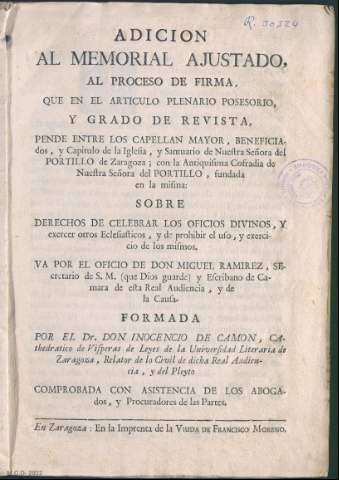 R. 50324
ADICION
AL MEMORIAL AJUSTADO,
AL PROCESO DE FIRMA,
QUE EN EL ARTICULO PLENARIO POSESORIO,
Y GRADO DE REVISTA,
PENDE ENTRE LOS CAPELLAN MAYOR, BENEFICIA-
dos, y Capitulo de la Iglesia, y Santuario de Nuestra Señora del
PORTILLO de Zaragoza; con la Antiquisima Cofradia de
Nuestra Señora del PORTILLO, fundada
en la misma:
SOBRE
DERECHOS DE CELEBRAR LOS OFICIOS DIVINOS, Y
exercer otros Eclesiasticos, y de prohibir el uso, y exerci-
cio de los mismos.
VA POR EL OFICIO DE DON MIGUEL RAMIREZ, SE-
cretario de S. M. (que Dios guarde) y Escribano de Ca-
mara de esta Real Audiencia, y de
la Causa.
FORMADA
POR EL Dr. DON INOCENCIO DE CAMON, CA-
thedratico de Visperas de Leyes de la Universidad Literaria de
Zaragoza, Relator de lo Civil de dicha Real Audien-
cia, y del Pleyto
COMPROBADA CON ASISTENCIA DE LOS ABOGA-
dos, y Procuradores de las Partes.
En Zaragoza: En la Imprenta de la VIUDA DE FRANCISCO MORENO.